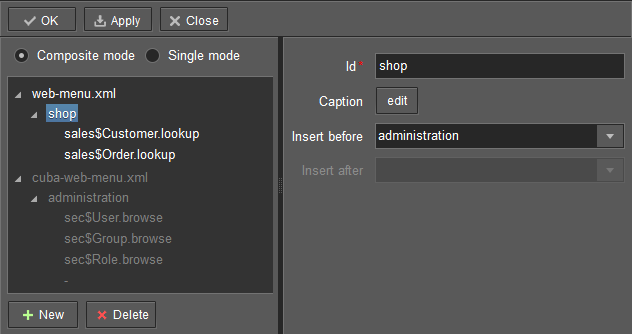 OK Apply Close
Composite mode Single mode
web-menu.xml
shop
sales$Customer.lookup
sales$Order.lookup
cuba-web-menu.xml
administration
sec$User.browse
sec$Group.browse
sec$Role.browse
-
New Delete
Id * shop
Caption edit
Insert before administration
Insert after